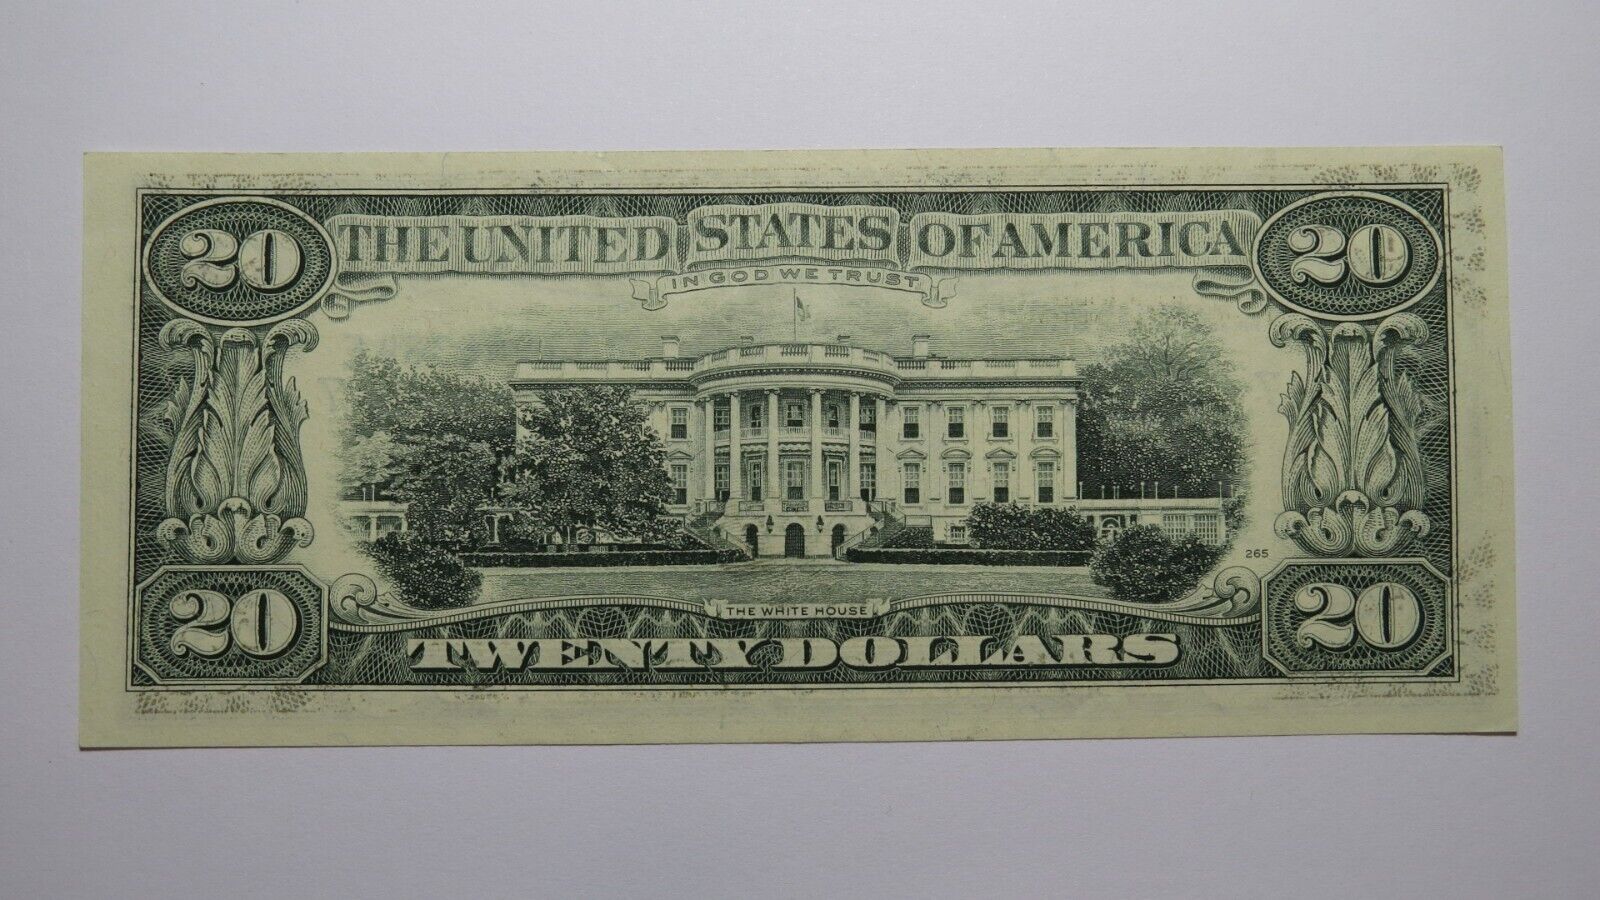 20 THE UNITED STATES OF AMERICA 20
IN GOD WE TRUST
265
THE WHITE HOUSE
20 TWENTY DOLLARS 20